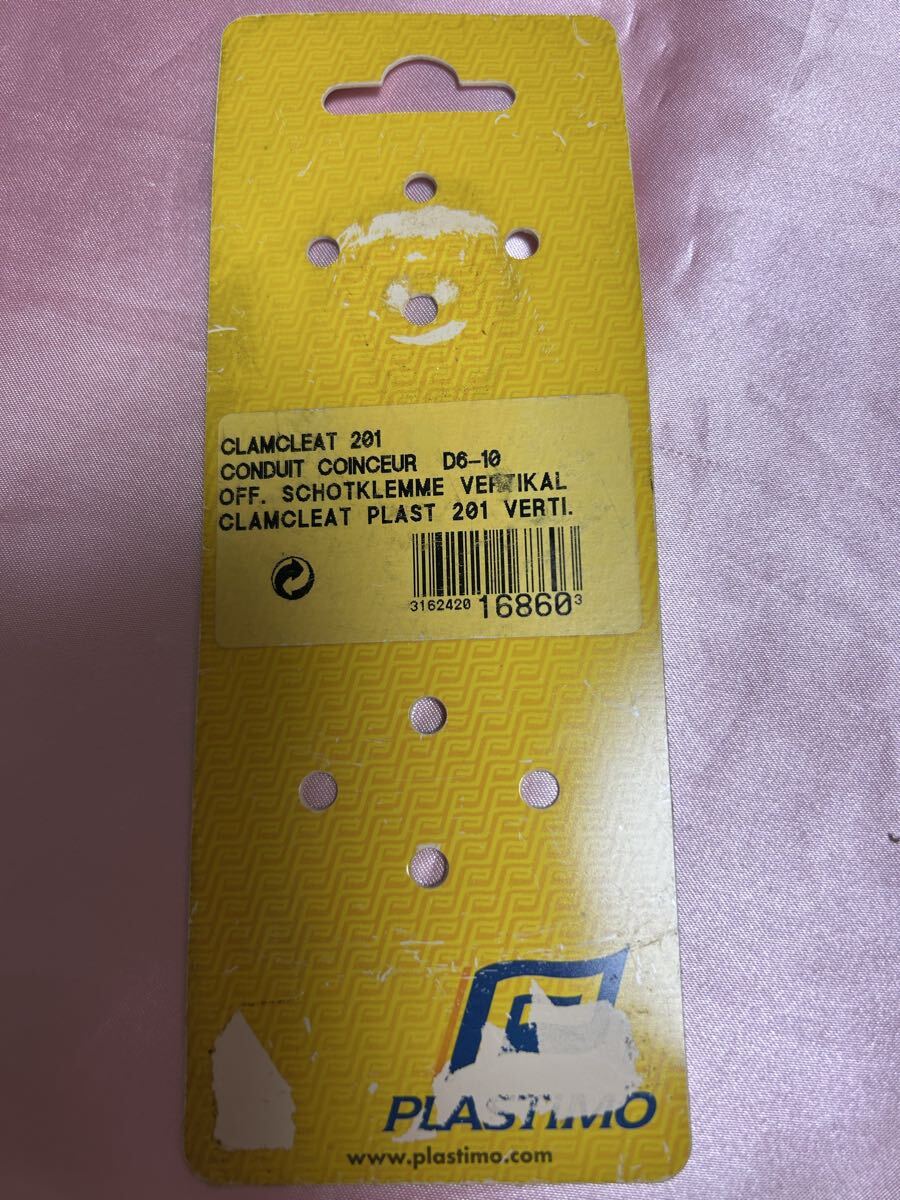 CLAMCLEAT 201
CONDUIT COINCEUR D6-10
OFF. SCHOTKLEMME VERTIKAL
CLAMCLEAT PLAST 201 VERTI.
3162420 16860 3
PLASTIMO
www.plastimo.com